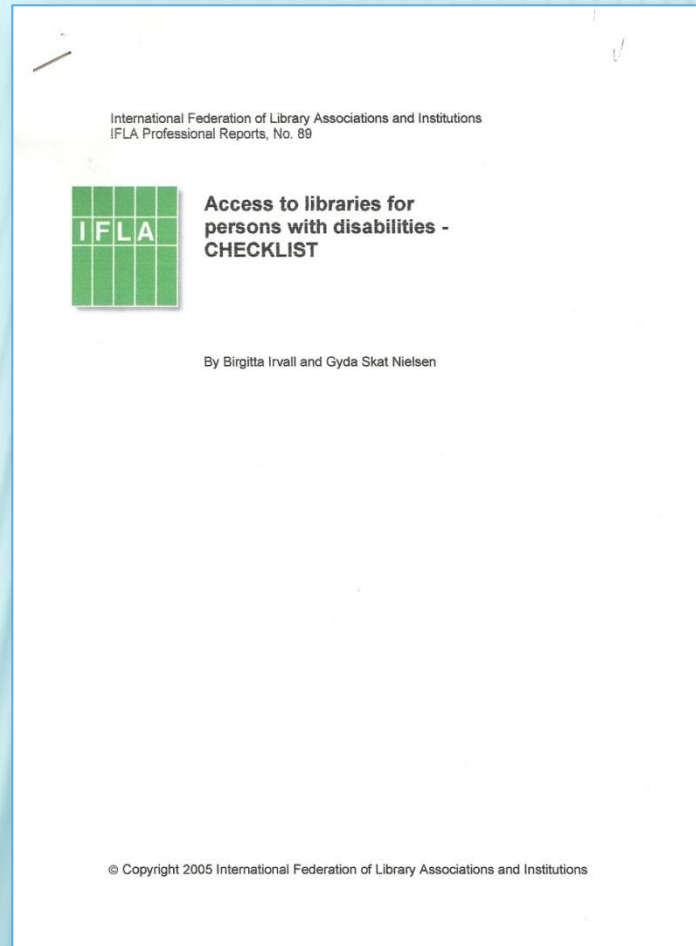 International Federation of Library Associations and Institutions
IFLA Professional Reports, No. 89
IFLA
Access to libraries for
persons with disabilities -
CHECKLIST
By Birgitta Irvall and Gyda Skat Nielsen
© Copyright 2005 International Federation of Library Associations and Institutions